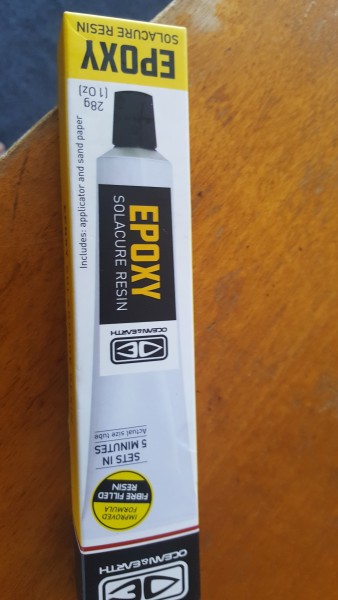 SOLACURE RESIN
EPOXY
28g
(1 Oz)
Includes: applicator and sand paper
EPOXY
SOLACURE RESIN
OCEAN&EARTH
SETS IN
5 MINUTES
Actual size tube
IMPROVED
FORMULA
FIBRE FILLED
RESIN
OCEAN&EARTH